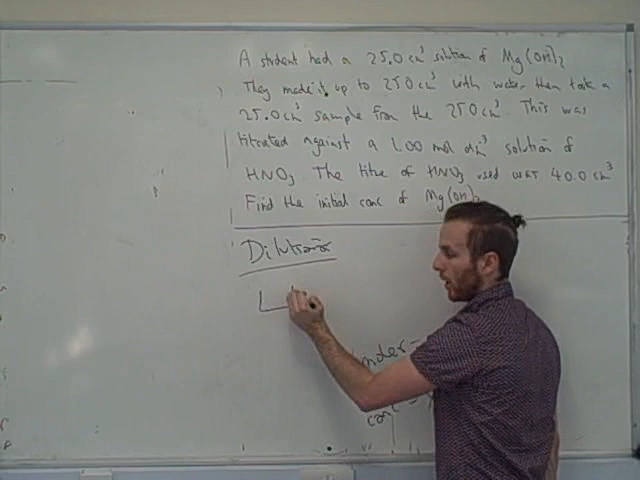 A student had a 25.0 cm³ solution of Mg(OH)₂
They made it up to 250 cm³ with water then took a
25.0 cm³ sample from the 250 cm³. This was
titrated against a 1.00 mol dm⁻³ solution of
HNO₃. The titre of HNO₃ used was 40.0 cm³
Find the initial conc of Mg(OH)₂
Dilutions
conc